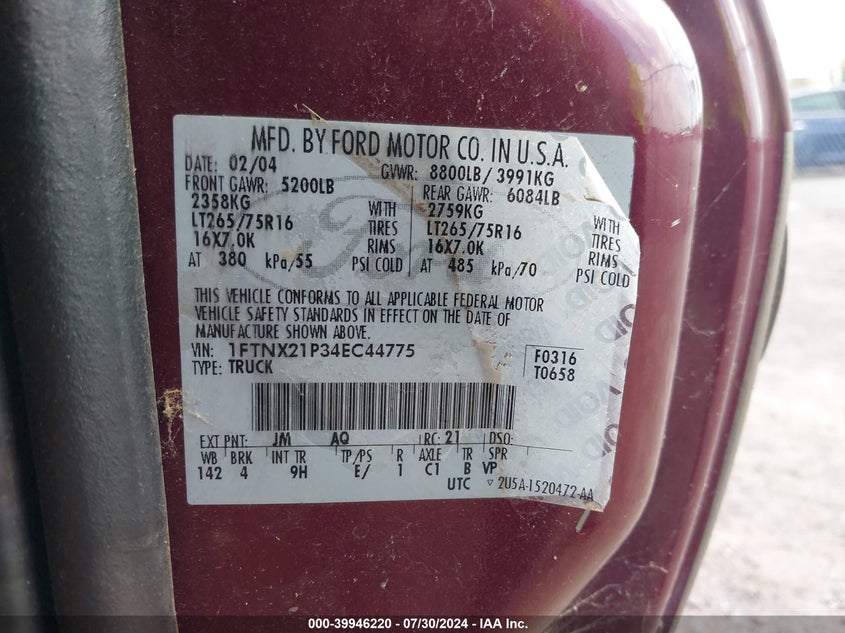 MFD. BY FORD MOTOR CO. IN U.S.A.
DATE: 02/04 GVWR: 8800LB/3991KG
FRONT GAWR: 5200LB REAR GAWR: 6084LB
2358KG WITH 2759KG WITH
LT265/75R16 TIRES LT265/75R16 TIRES
16X7.0K RIMS 16X7.0K RIMS
AT 380 kPa/55 PSI COLD AT 485 kPa/70 PSI COLD
THIS VEHICLE CONFORMS TO ALL APPLICABLE FEDERAL MOTOR
VEHICLE SAFETY STANDARDS IN EFFECT ON THE DATE OF
MANUFACTURE SHOWN ABOVE.
VIN: 1FTNX21P34EC44775 F0316
TYPE: TRUCK T0658
EXT PNT: JM AQ RC: 21 DSO:
WB BRK INT TR TP/PS R AXLE TR SPR
142 4 9H E/ 1 C1 B VP
UTC ▽ 2U5A-1520472-AA
Ford
VOID VOID VOID VOID
000-39946220 / 07/30/2024 - IAA Inc.